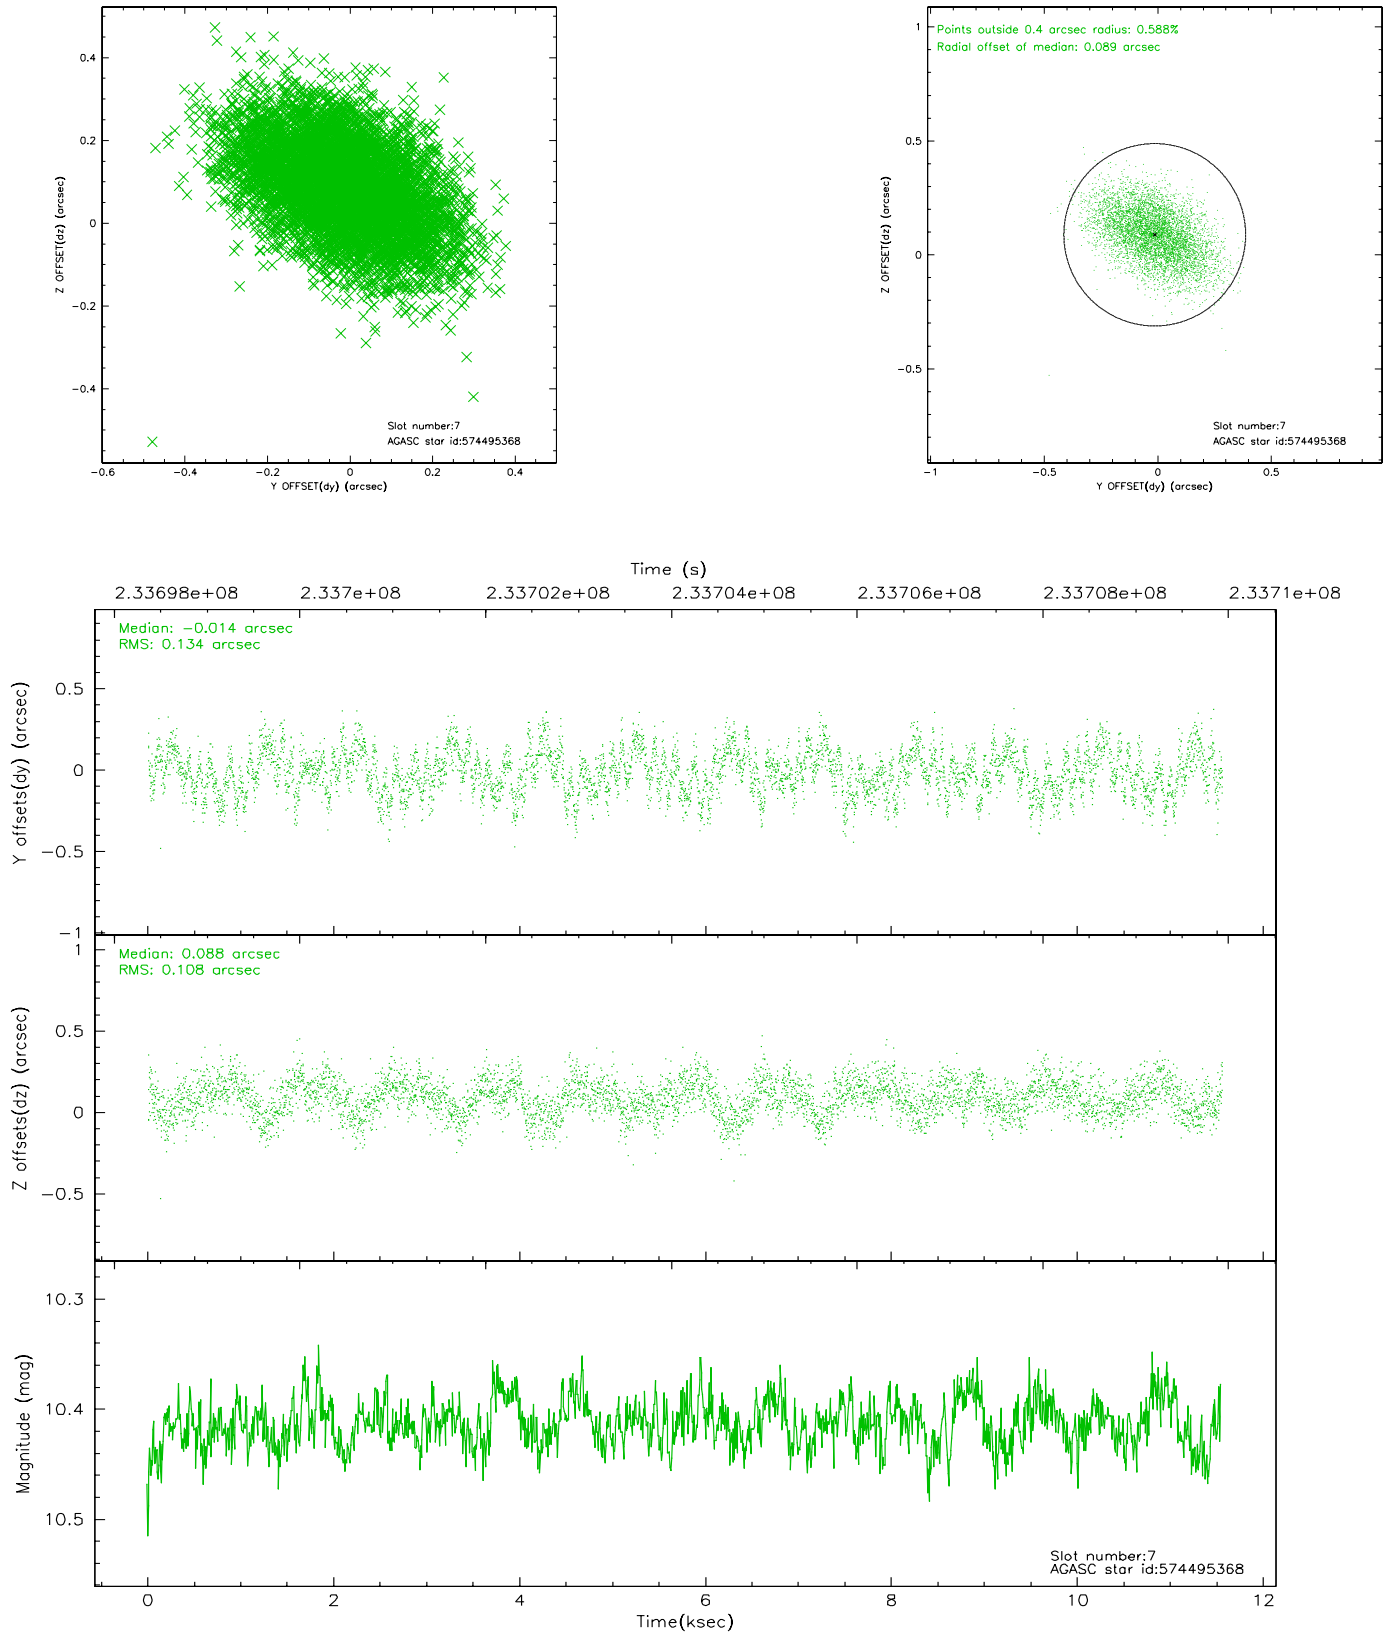 0.4
0.2
0
−0.2
−0.4
Z OFFSET(dz) (arcsec)
Slot number:7
AGASC star id:574495368
−0.6 −0.4 −0.2 0 0.2 0.4
Y OFFSET(dy) (arcsec)
Points outside 0.4 arcsec radius: 0.588%
Radial offset of median: 0.089 arcsec
1
0.5
0
−0.5
−1
Z OFFSET(dz) (arcsec)
Slot number:7
AGASC star id:574495368
−1 −0.5 0 0.5
Y OFFSET(dy) (arcsec)
Time (s)
2.33698e+08 2.337e+08 2.33702e+08 2.33704e+08 2.33706e+08 2.33708e+08 2.3371e+08
Median: −0.014 arcsec
RMS: 0.134 arcsec
0.5
0
−0.5
−1
Y offsets(dy) (arcsec)
Median: 0.088 arcsec
RMS: 0.108 arcsec
1
0.5
0
−0.5
Z offsets(dz) (arcsec)
10.3
10.4
10.5
Magnitude (mag)
Slot number:7
AGASC star id:574495368
0 2 4 6 8 10 12
Time(ksec)